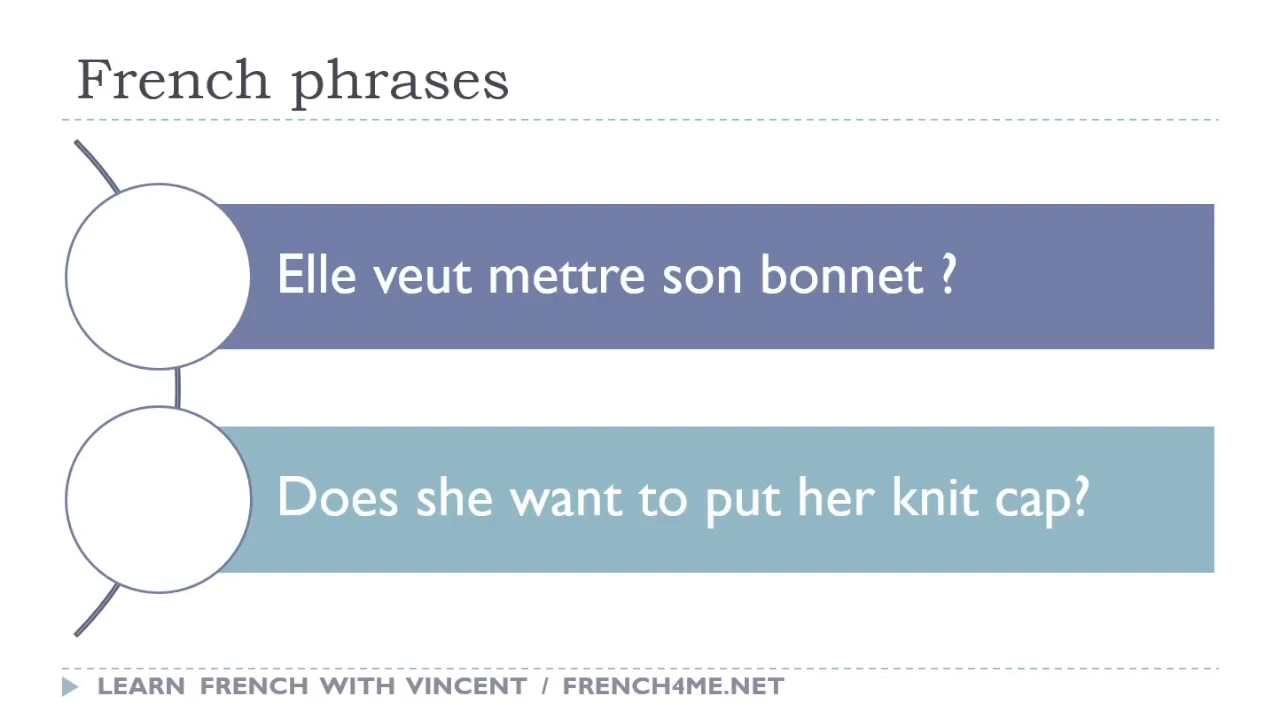 French phrases
Elle veut mettre son bonnet ?
Does she want to put her knit cap?
LEARN FRENCH WITH VINCENT / FRENCH4ME.NET